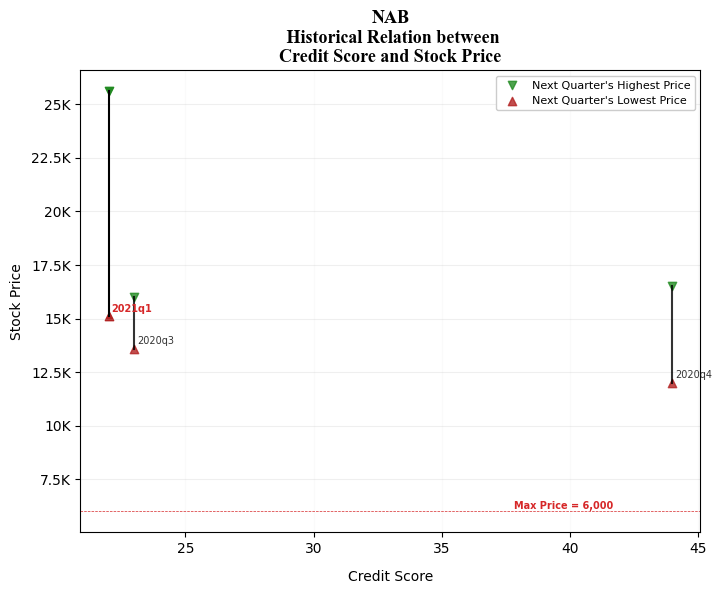 NAB
Historical Relation between
Credit Score and Stock Price
Next Quarter's Highest Price
Next Quarter's Lowest Price
25K
22.5K
20K
17.5K
15K
12.5K
10K
7.5K
Stock Price
2021q1
2020q3
2020q4
Max Price = 6,000
25
30
35
40
45
Credit Score